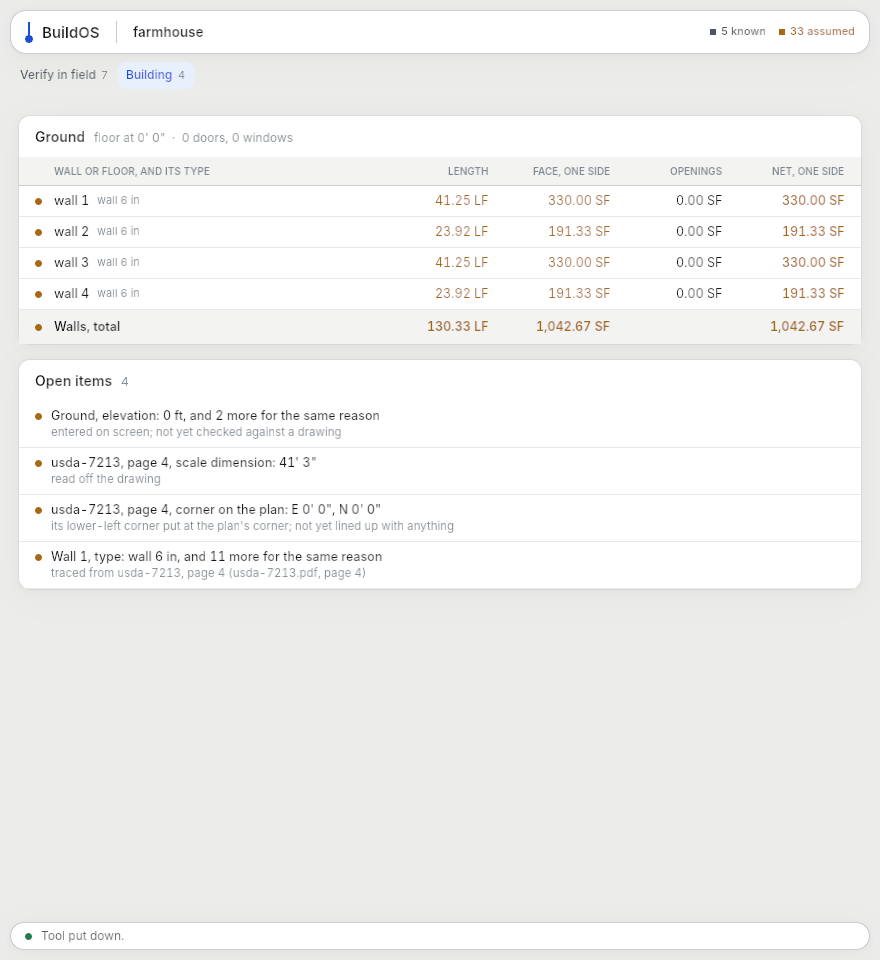 BuildOS farmhouse 5 known 33 assumed
Verify in field 7 Building 4
Ground floor at 0' 0" · 0 doors, 0 windows
WALL OR FLOOR, AND ITS TYPE LENGTH FACE, ONE SIDE OPENINGS NET, ONE SIDE
wall 1 wall 6 in 41.25 LF 330.00 SF 0.00 SF 330.00 SF
wall 2 wall 6 in 23.92 LF 191.33 SF 0.00 SF 191.33 SF
wall 3 wall 6 in 41.25 LF 330.00 SF 0.00 SF 330.00 SF
wall 4 wall 6 in 23.92 LF 191.33 SF 0.00 SF 191.33 SF
Walls, total 130.33 LF 1,042.67 SF 1,042.67 SF
Open items 4
Ground, elevation: 0 ft, and 2 more for the same reason
entered on screen; not yet checked against a drawing
usda-7213, page 4, scale dimension: 41' 3"
read off the drawing
usda-7213, page 4, corner on the plan: E 0' 0", N 0' 0"
its lower-left corner put at the plan's corner; not yet lined up with anything
Wall 1, type: wall 6 in, and 11 more for the same reason
traced from usda-7213, page 4 (usda-7213.pdf, page 4)
Tool put down.